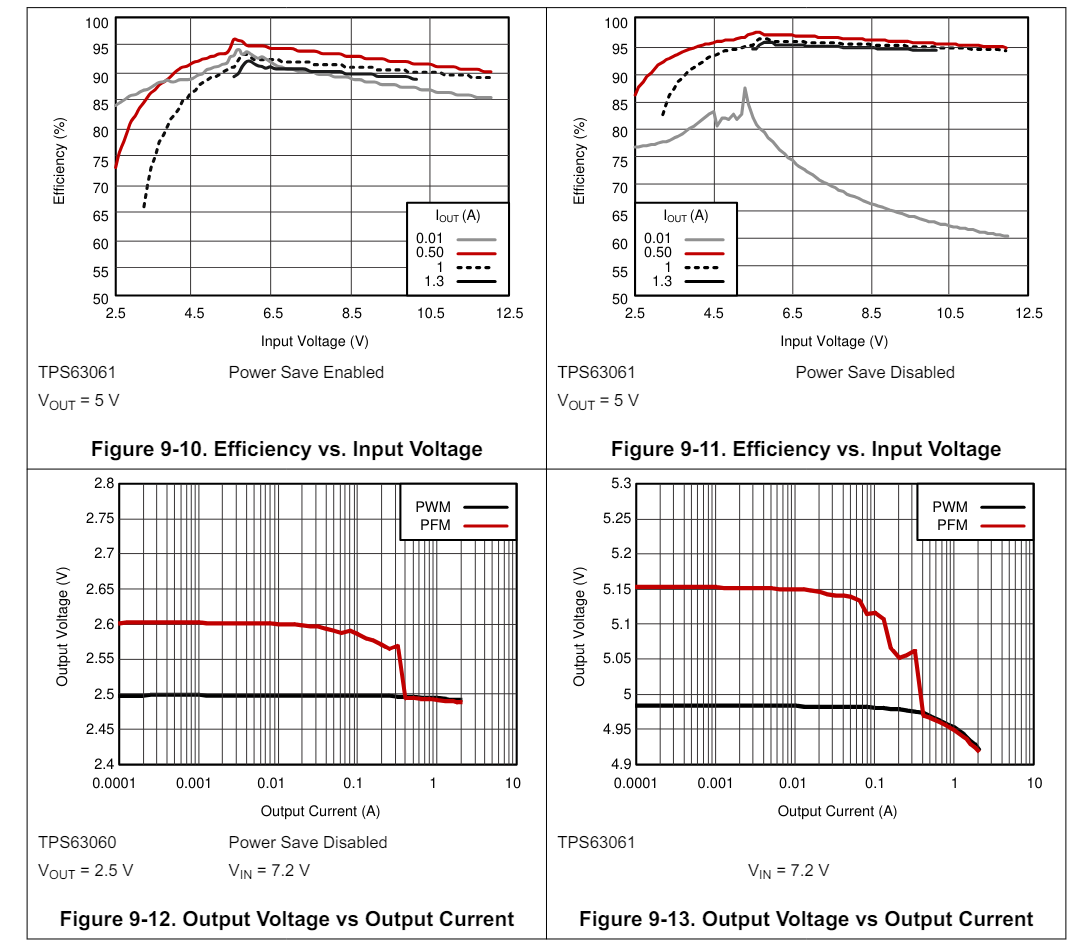 100
95
90
85
80
75
70
65
60
55
50
Efficiency (%)
2.5 4.5 6.5 8.5 10.5 12.5
Input Voltage (V)
IOUT (A)
0.01
0.50
1
1.3
TPS63061 Power Save Enabled
VOUT = 5 V
Figure 9-10. Efficiency vs. Input Voltage
100
95
90
85
80
75
70
65
60
55
50
Efficiency (%)
2.5 4.5 6.5 8.5 10.5 12.5
Input Voltage (V)
IOUT (A)
0.01
0.50
1
1.3
TPS63061 Power Save Disabled
VOUT = 5 V
Figure 9-11. Efficiency vs. Input Voltage
2.8
2.75
2.7
2.65
2.6
2.55
2.5
2.45
2.4
Output Voltage (V)
0.0001 0.001 0.01 0.1 1 10
Output Current (A)
PWM
PFM
TPS63060 Power Save Disabled
VOUT = 2.5 V VIN = 7.2 V
Figure 9-12. Output Voltage vs Output Current
5.3
5.25
5.2
5.15
5.1
5.05
5
4.95
4.9
Output Voltage (V)
0.0001 0.001 0.01 0.1 1 10
Output Current (A)
PWM
PFM
TPS63061
VIN = 7.2 V
Figure 9-13. Output Voltage vs Output Current